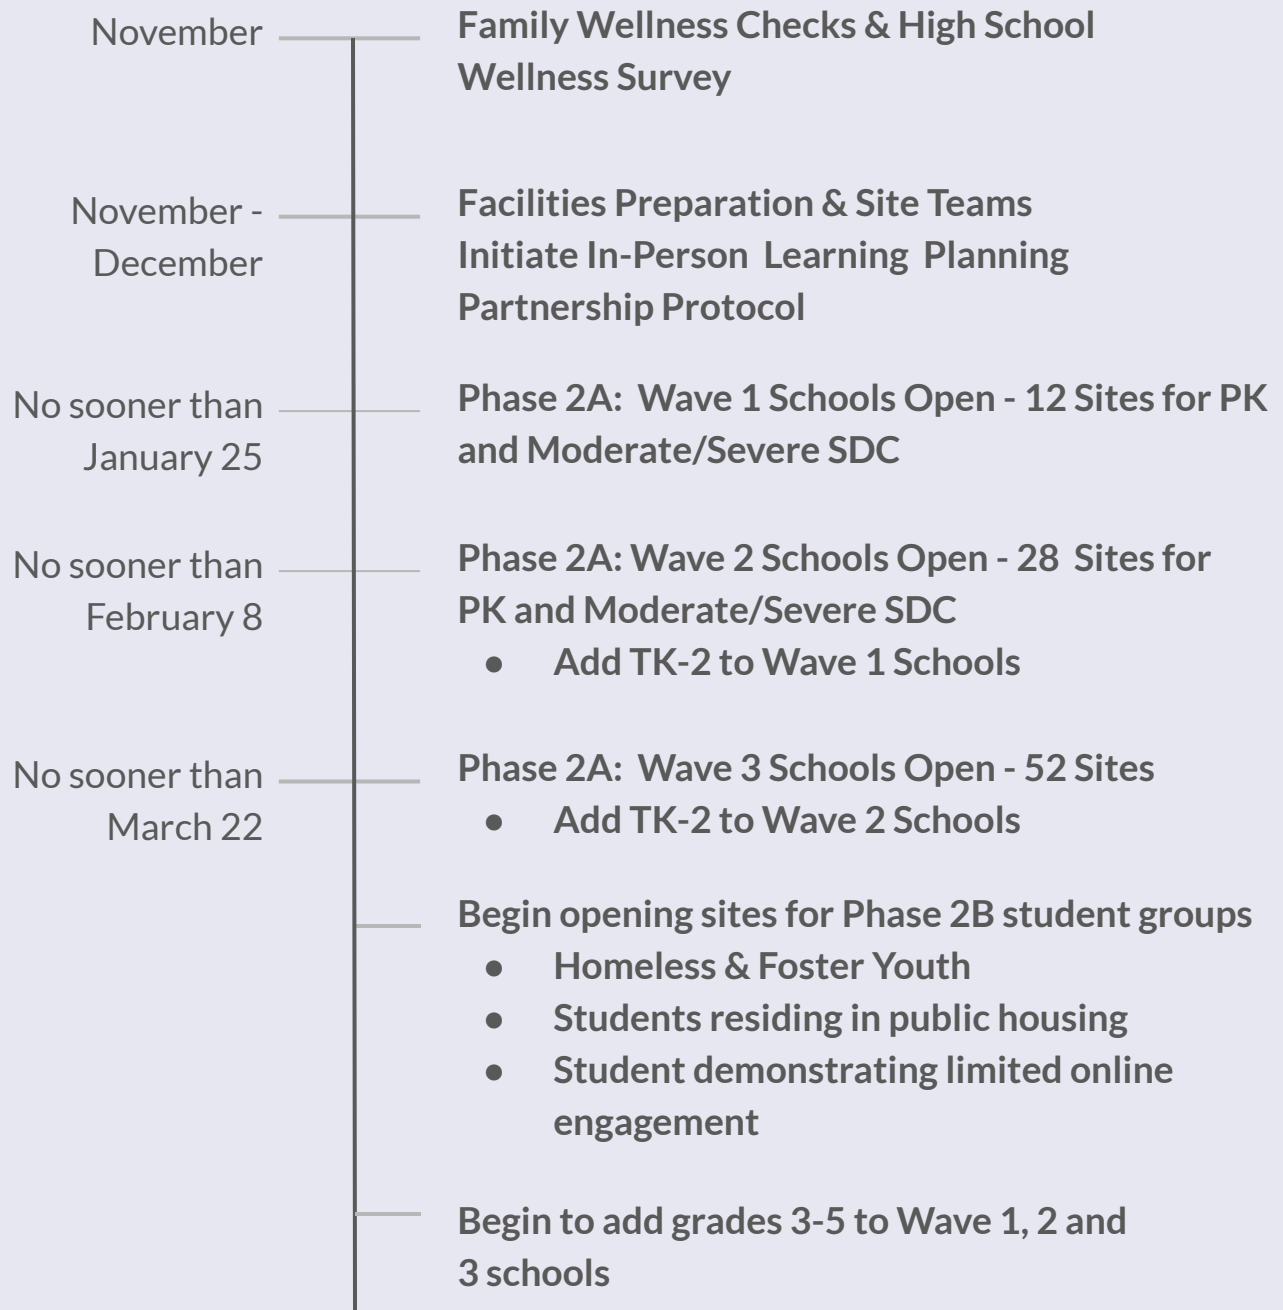 November
Family Wellness Checks & High School
Wellness Survey
November -
December
Facilities Preparation & Site Teams
Initiate In-Person Learning Planning
Partnership Protocol
No sooner than
January 25
Phase 2A: Wave 1 Schools Open - 12 Sites for PK
and Moderate/Severe SDC
No sooner than
February 8
Phase 2A: Wave 2 Schools Open - 28 Sites for
PK and Moderate/Severe SDC
● Add TK-2 to Wave 1 Schools
No sooner than
March 22
Phase 2A: Wave 3 Schools Open - 52 Sites
● Add TK-2 to Wave 2 Schools
Begin opening sites for Phase 2B student groups
● Homeless & Foster Youth
● Students residing in public housing
● Student demonstrating limited online
engagement
Begin to add grades 3-5 to Wave 1, 2 and
3 schools